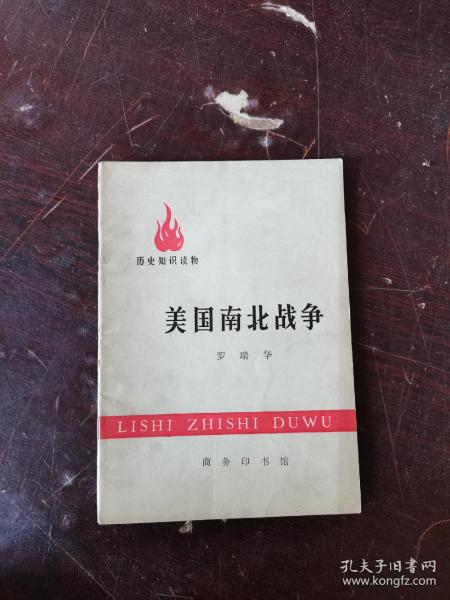 历史知识读物
美国南北战争
罗瑞华
LISHI ZHISHI DUWU
商务印书馆
孔夫子旧书网
www.kongfz.com